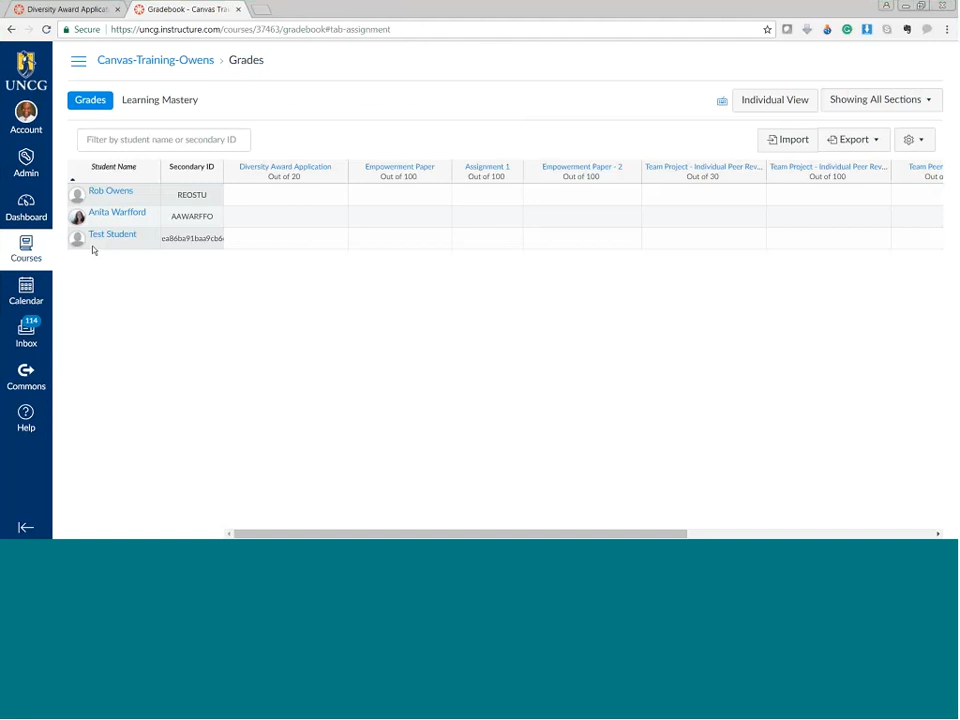 Diversity Award Applicat
Gradebook - Canvas Trai
Secure
https://uncg.instructure.com/courses/37463/gradebook#tab-assignment
UNCG
Canvas-Training-Owens › Grades
Account
Admin
Dashboard
Courses
Calendar
114
Inbox
Commons
Help
Grades
Learning Mastery
Individual View
Showing All Sections
Filter by student name or secondary ID
Import
Export
Student Name
Secondary ID
Diversity Award Application
Out of 20
Empowerment Paper
Out of 100
Assignment 1
Out of 100
Empowerment Paper - 2
Out of 100
Team Project - Individual Peer Rev...
Out of 30
Team Project - Individual Peer Rev...
Out of 100
Team Peer
Out o
Rob Owens
REOSTU
Anita Warfford
AAWARFFO
Test Student
ea86ba91baa9cb6